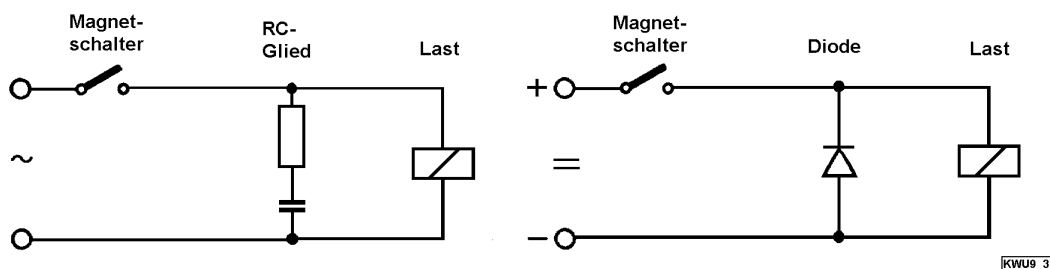 Magnet-
schalter
RC-
Glied
Last
~
Magnet-
schalter
Diode
Last
+
=
−
KWU9 3